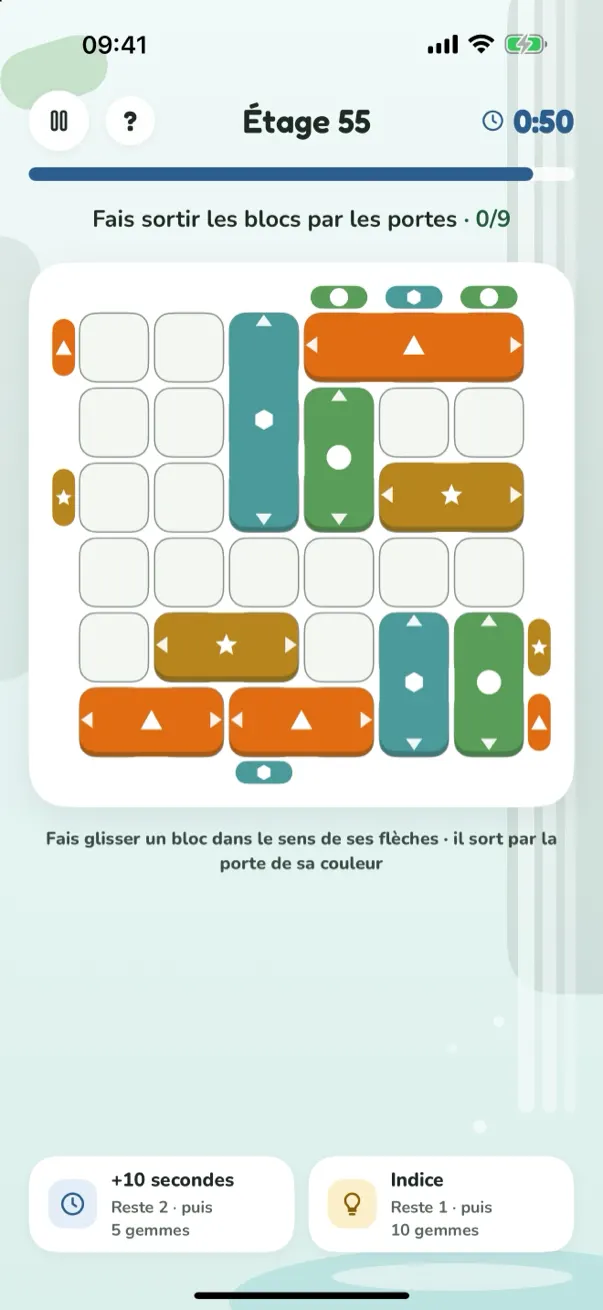 09:41
?
Étage 55
0:50
Fais sortir les blocs par les portes · 0/9
Fais glisser un bloc dans le sens de ses flèches · il sort par la
porte de sa couleur
+10 secondes
Reste 2 · puis
5 gemmes
Indice
Reste 1 · puis
10 gemmes